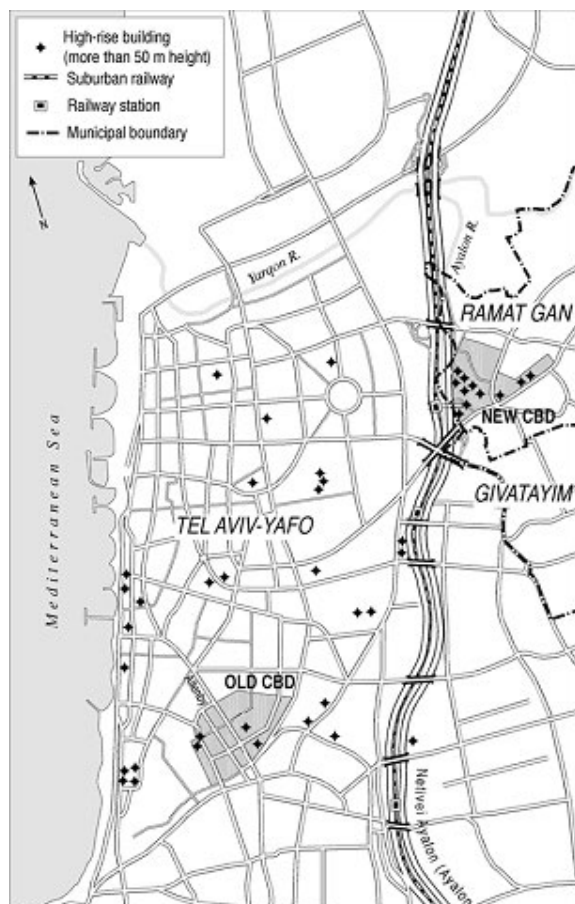 High-rise building
(more than 50 m height)
Suburban railway
Railway station
Municipal boundary
N
Yarqon R.
Ayalon R.
RAMAT GAN
NEW CBD
Mediterranean Sea
GIVATAYIM
TEL AVIV-YAFO
OLD CBD
Allenby
Netivei Ayalon (Ayalon